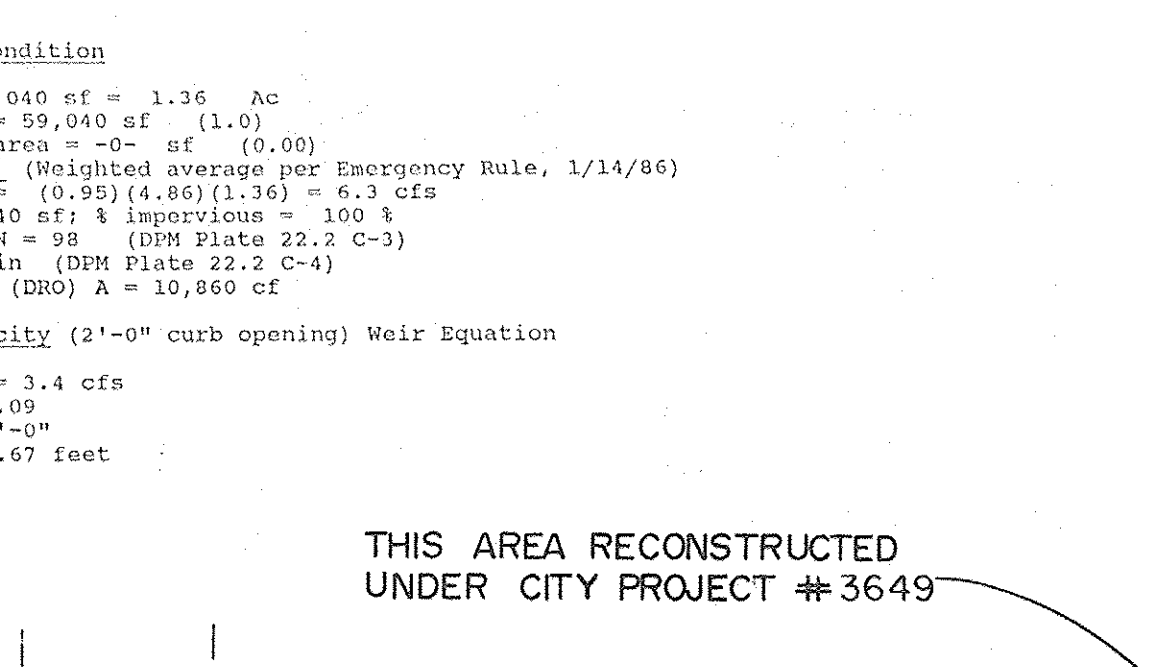 ondition
040 sf = 1.36 Ac
= 59,040 sf (1.0)
area = -0- sf (0.00)
(Weighted average per Emergency Rule, 1/14/86)
= (0.95)(4.86)(1.36) = 6.3 cfs
40 sf; % impervious = 100 %
N = 98 (DPM Plate 22.2 C-3)
in (DPM Plate 22.2 C-4)
(DRO) A = 10,860 cf
city (2'-0" curb opening) Weir Equation
= 3.4 cfs
.09
'-0"
.67 feet
THIS AREA RECONSTRUCTED
UNDER CITY PROJECT #3649